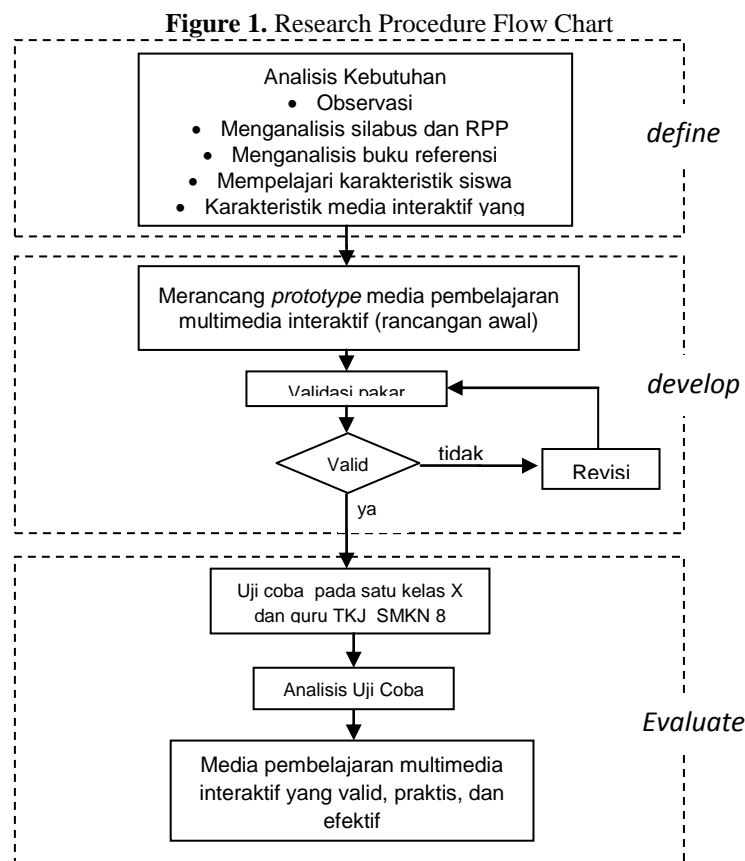 Figure 1. Research Procedure Flow Chart
Analisis Kebutuhan
• Observasi
• Menganalisis silabus dan RPP
• Menganalisis buku referensi
• Mempelajari karakteristik siswa
• Karakteristik media interaktif yang
define
Merancang prototype media pembelajaran
multimedia interaktif (rancangan awal)
Validasi pakar
develop
Valid
tidak
Revisi
ya
Uji coba pada satu kelas X
dan guru TKJ SMKN 8
Analisis Uji Coba
Evaluate
Media pembelajaran multimedia
interaktif yang valid, praktis, dan
efektif